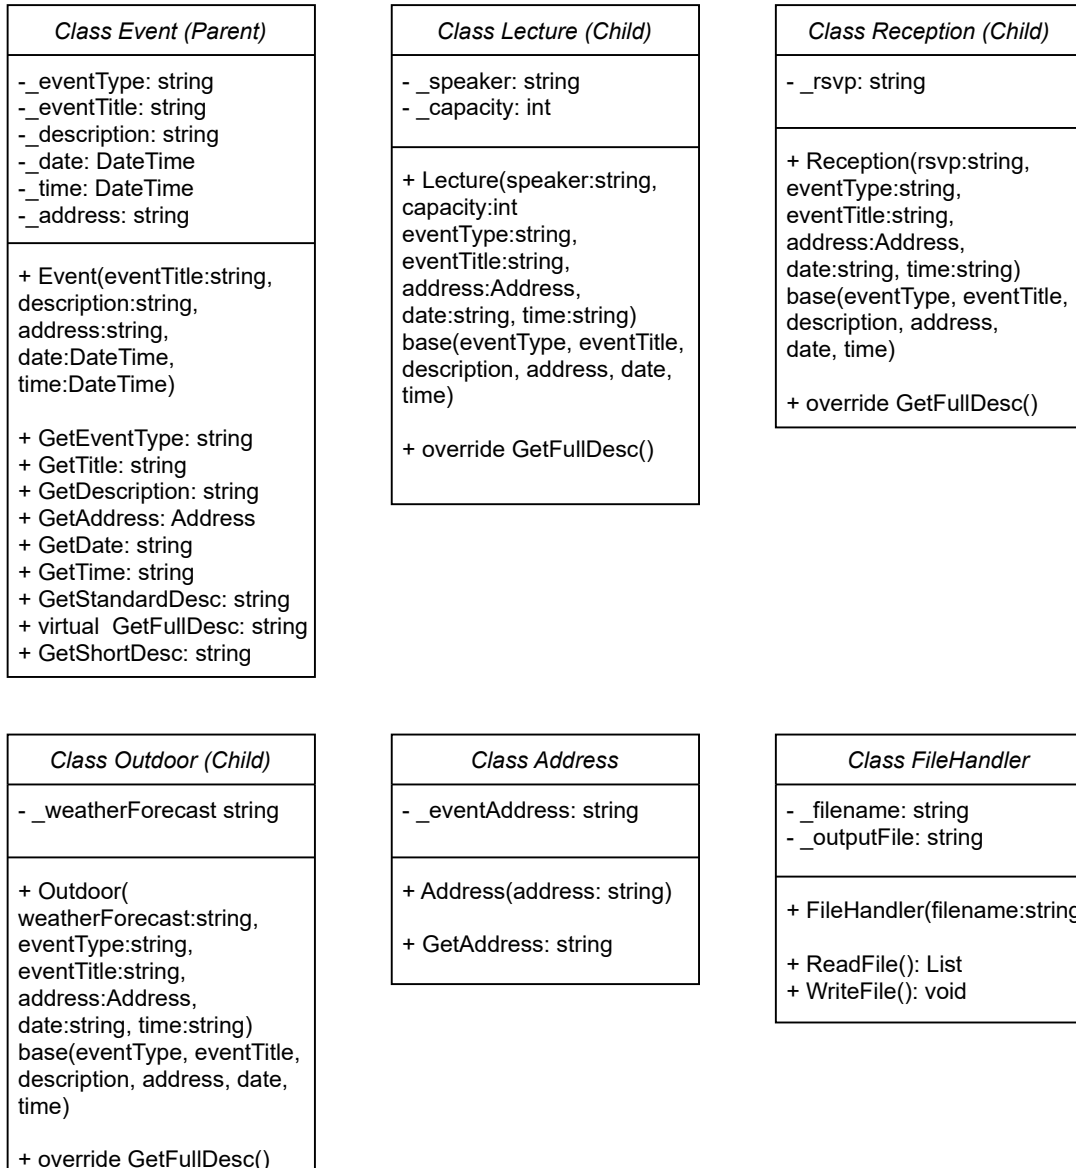 Class Event (Parent)
-_eventType: string
-_eventTitle: string
-_description: string
-_date: DateTime
-_time: DateTime
-_address: string
+ Event(eventTitle:string,
description:string,
address:string,
date:DateTime,
time:DateTime)
+ GetEventType: string
+ GetTitle: string
+ GetDescription: string
+ GetAddress: Address
+ GetDate: string
+ GetTime: string
+ GetStandardDesc: string
+ virtual  GetFullDesc: string
+ GetShortDesc: string
Class Lecture (Child)
- _speaker: string
- _capacity: int
+ Lecture(speaker:string,
capacity:int
eventType:string,
eventTitle:string,
address:Address,
date:string, time:string)
base(eventType, eventTitle,
description, address, date,
time)
+ override GetFullDesc()
Class Reception (Child)
- _rsvp: string
+ Reception(rsvp:string,
eventType:string,
eventTitle:string,
address:Address,
date:string, time:string)
base(eventType, eventTitle,
description, address,
date, time)
+ override GetFullDesc()
Class Outdoor (Child)
- _weatherForecast string
+ Outdoor(
weatherForecast:string,
eventType:string,
eventTitle:string,
address:Address,
date:string, time:string)
base(eventType, eventTitle,
description, address, date,
time)
+ override GetFullDesc()
Class Address
- _eventAddress: string
+ Address(address: string)
+ GetAddress: string
Class FileHandler
- _filename: string
- _outputFile: string
+ FileHandler(filename:string
+ ReadFile(): List
+ WriteFile(): void